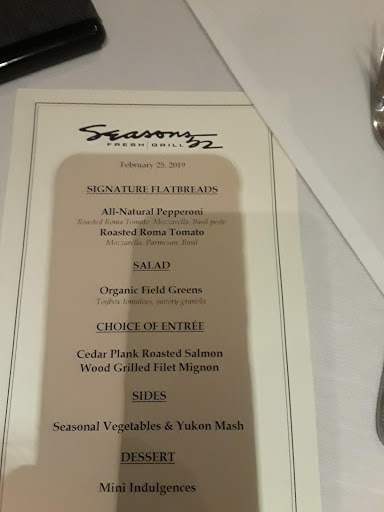 Seasons 52
FRESH GRILL
February 25, 2019
SIGNATURE FLATBREADS
All-Natural Pepperoni
Roasted Roma Tomato, Mozzarella, Basil pesto
Roasted Roma Tomato
Mozzarella, Parmesan, Basil
SALAD
Organic Field Greens
Toybox tomatoes, savory granola
CHOICE OF ENTRÉE
Cedar Plank Roasted Salmon
Wood Grilled Filet Mignon
SIDES
Seasonal Vegetables & Yukon Mash
DESSERT
Mini Indulgences